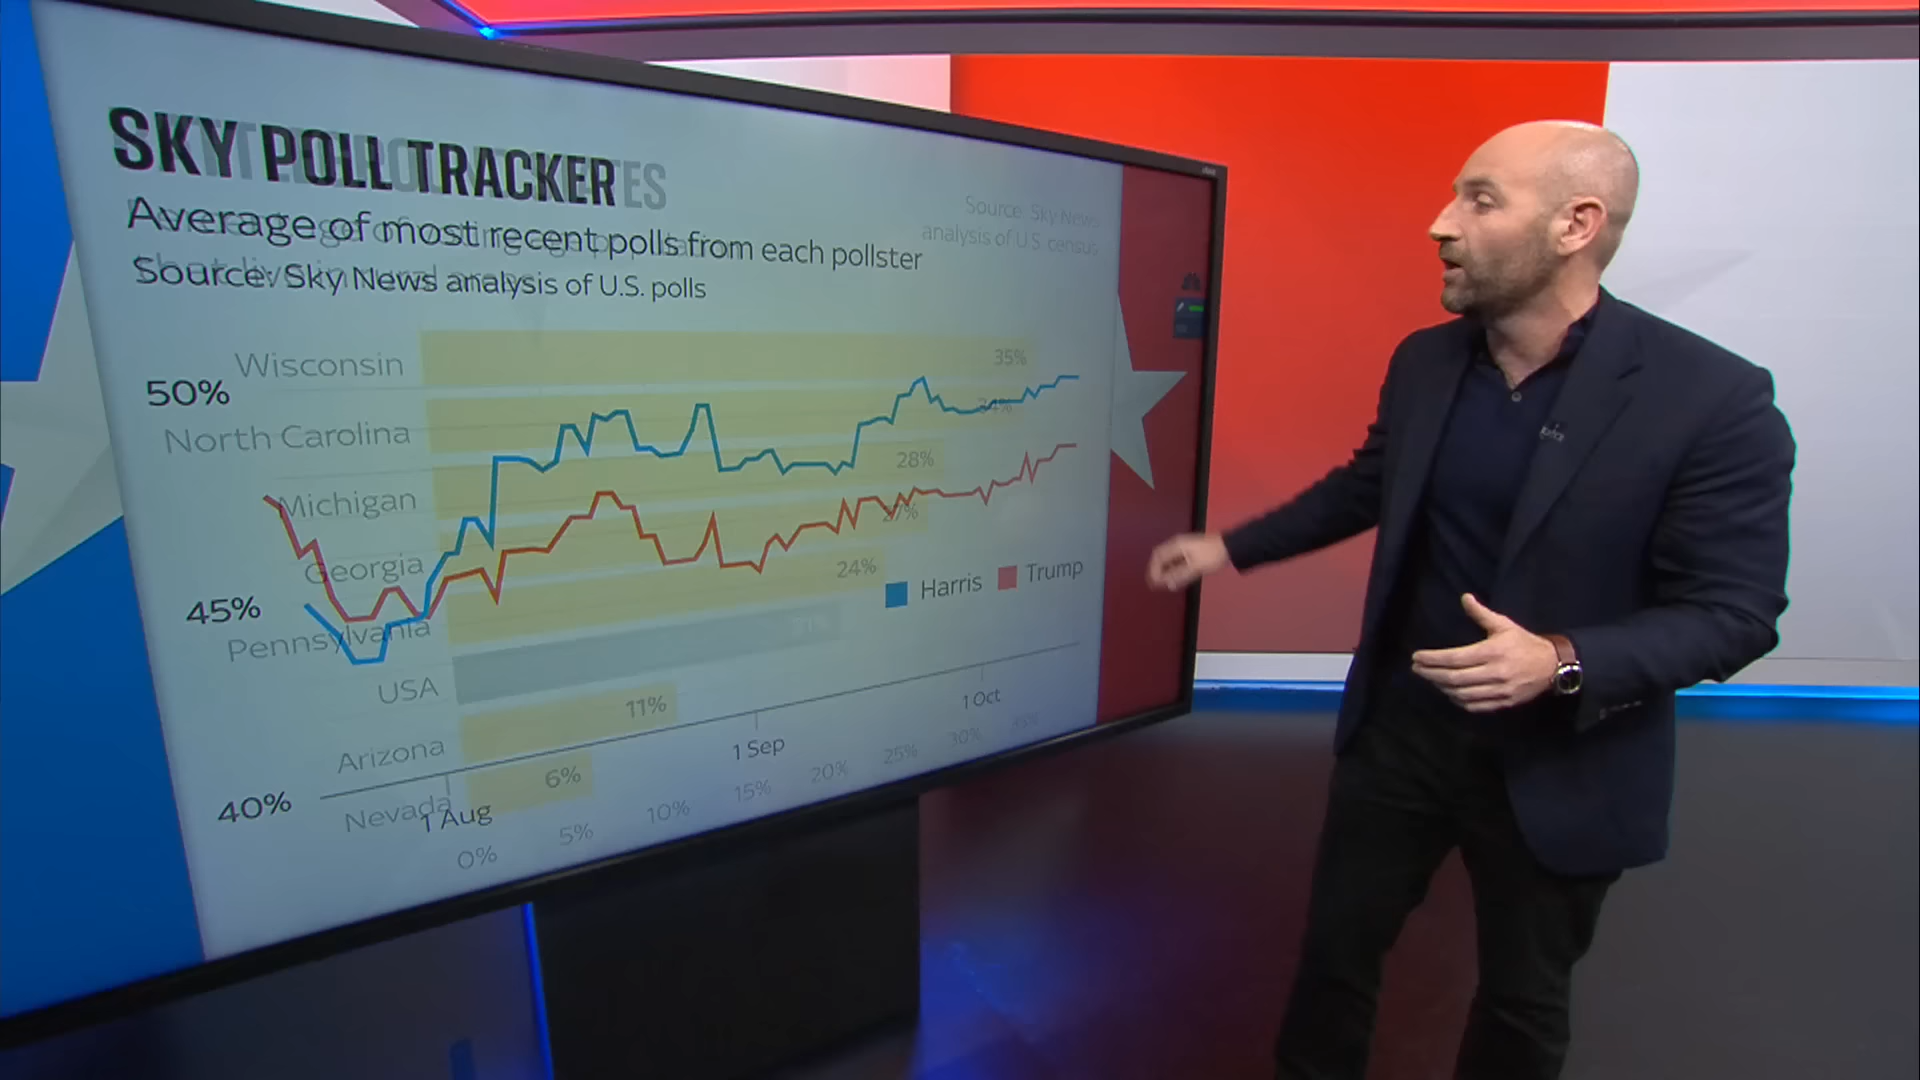 SKY POLL TRACKER
ES
Average of most recent polls from each pollster
Source: Sky News analysis of U.S. polls
Source: Sky News
analysis of U.S. census
Wisconsin
35%
50%
34%
North Carolina
28%
Michigan
27%
Georgia
24%
Harris
Trump
45%
Pennsylvania
USA
11%
1 Oct
Arizona
1 Sep
6%
40%
Nevada
1 Aug
0%
5%
10%
15%
20%
25%
30%